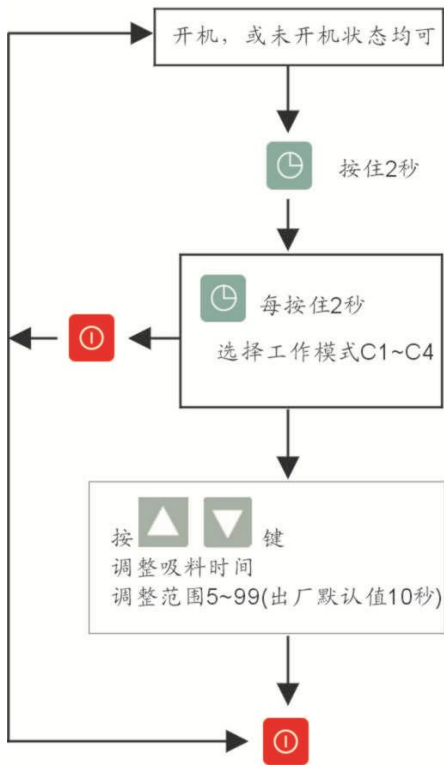 开机，或未开机状态均可
按住2秒
每按住2秒
选择工作模式C1~C4
按 键
调整吸料时间
调整范围5~99(出厂默认值10秒)